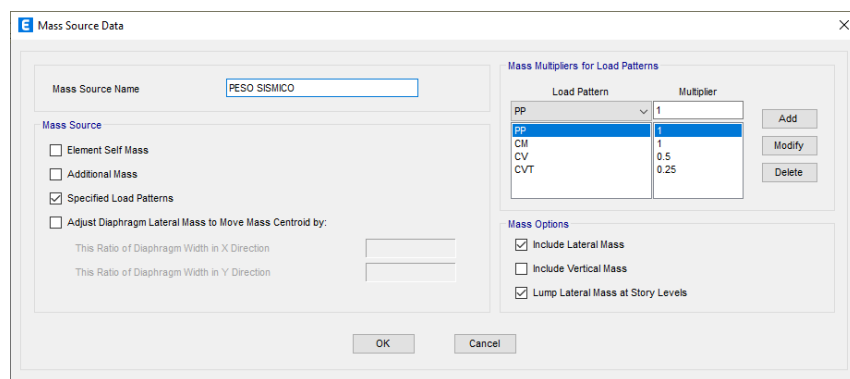 E Mass Source Data
Mass Source Name
PESO SISMICO
Mass Source
Element Self Mass
Additional Mass
Specified Load Patterns
Adjust Diaphragm Lateral Mass to Move Mass Centroid by:
This Ratio of Diaphragm Width in X Direction
This Ratio of Diaphragm Width in Y Direction
Mass Multipliers for Load Patterns
Load Pattern Multiplier
PP 1
PP 1
CM 1
CV 0.5
CVT 0.25
Add
Modify
Delete
Mass Options
Include Lateral Mass
Include Vertical Mass
Lump Lateral Mass at Story Levels
OK Cancel